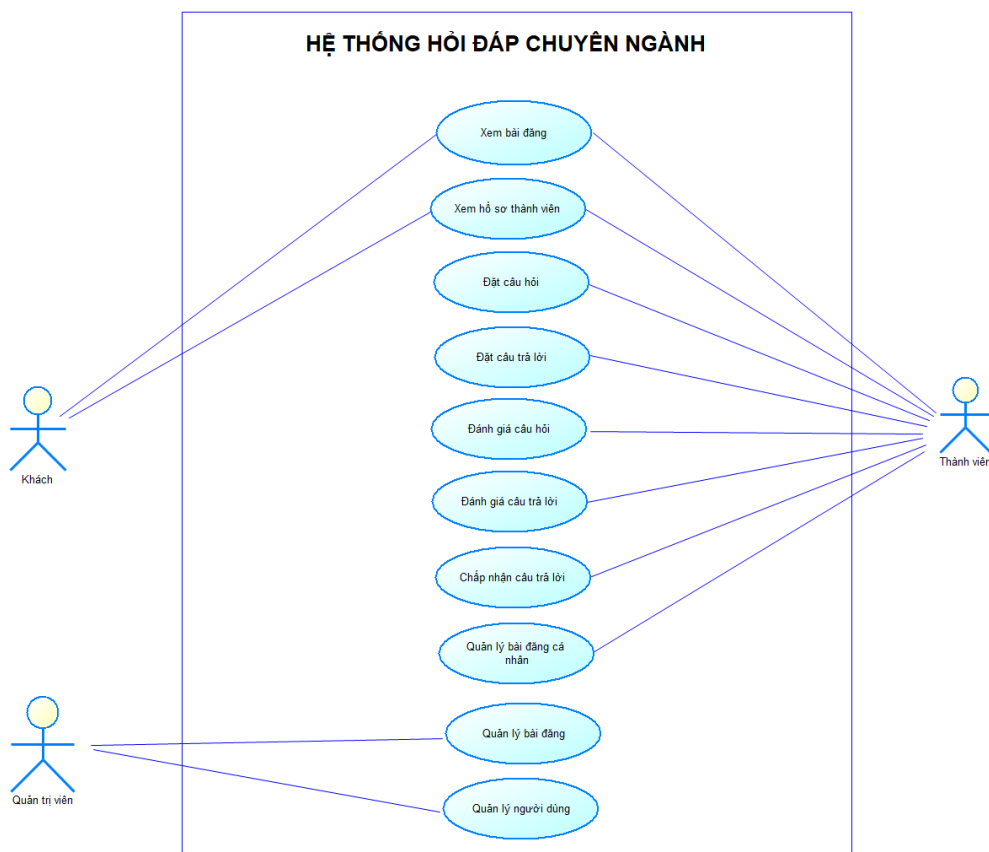 HỆ THỐNG HỎI ĐÁP CHUYÊN NGÀNH
Xem bài đăng
Xem hồ sơ thành viên
Đặt câu hỏi
Đặt câu trả lời
Đánh giá câu hỏi
Khách
Thành viên
Đánh giá câu trả lời
Chấp nhận câu trả lời
Quản lý bài đăng cá
nhân
Quản lý bài đăng
Quản trị viên
Quản lý người dùng